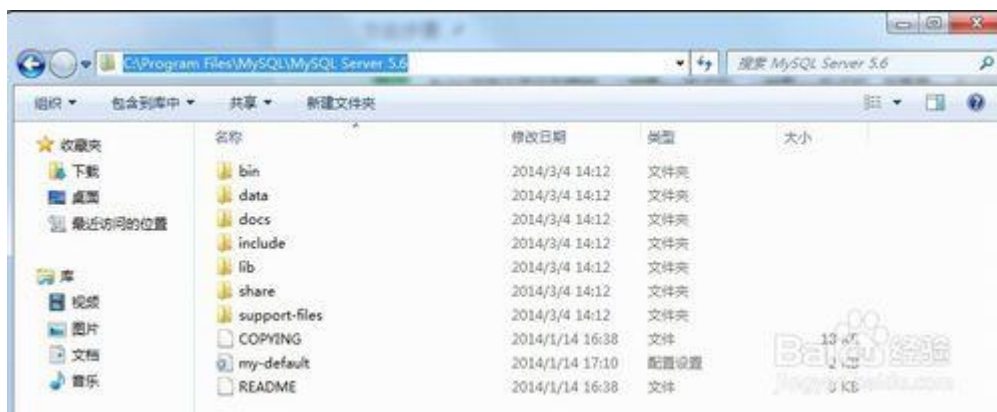 C:\Program Files\MySQL\MySQL Server 5.6
搜索 MySQL Server 5.6
组织
包含到库中
共享
新建文件夹
名称
修改日期
类型
大小
收藏夹
下载
桌面
最近访问的位置
库
视频
图片
文档
音乐
bin 2014/3/4 14:12 文件夹
data 2014/3/4 14:12 文件夹
docs 2014/3/4 14:12 文件夹
include 2014/3/4 14:12 文件夹
lib 2014/3/4 14:12 文件夹
share 2014/3/4 14:12 文件夹
support-files 2014/3/4 14:12 文件夹
COPYING 2014/1/14 16:38 文件
my-default 2014/1/14 17:10 配置设置
README 2014/1/14 16:38 文件 KB
Baidu 经验
jingyan.baidu.com